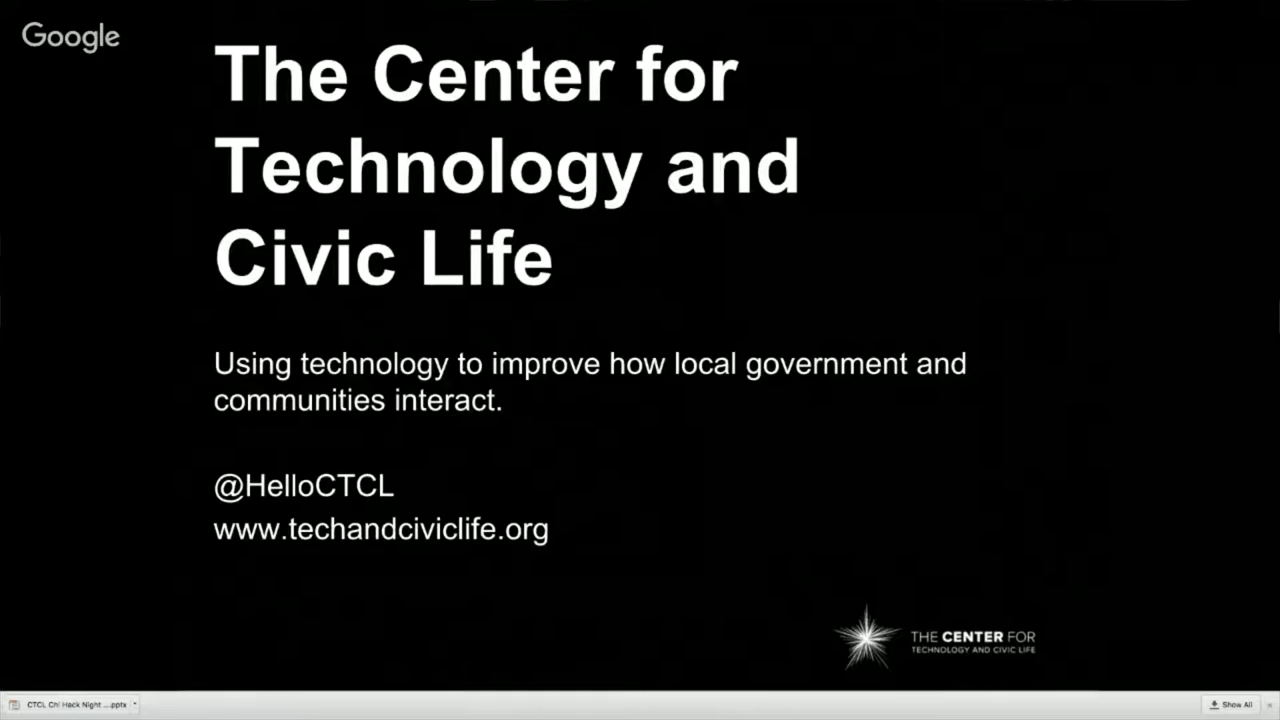 Google
The Center for
Technology and
Civic Life
Using technology to improve how local government and
communities interact.
@HelloCTCL
www.techandciviclife.org
THE CENTER FOR
TECHNOLOGY AND CIVIC LIFE
CTCL Chi Hack Night ....pptx
Show All